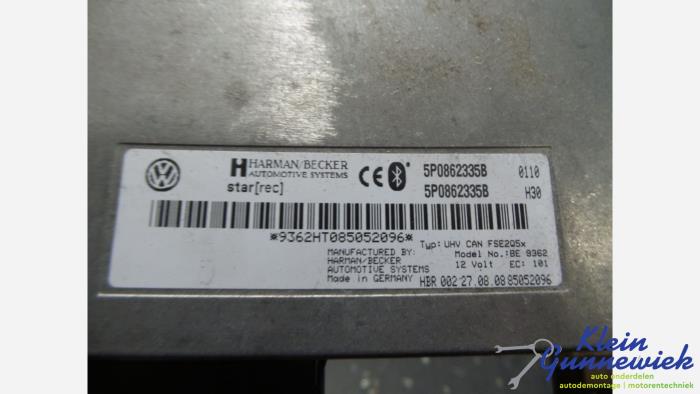 HARMAN/BECKER
AUTOMOTIVE SYSTEMS
star[rec]
CE
5P0862335B 0110
5P0862335B H30
*9362HT085052096*
Typ: UHV CAN FSE2Q5x
Model No.:BE 9362
12 Volt EC: 101
MANUFACTURED BY:
HARMAN/BECKER
AUTOMOTIVE SYSTEMS
Made in GERMANY
HBR 002 27.08.08 85052096
Klein
Gunnewiek
auto onderdelen
autodemontage | motorentechniek